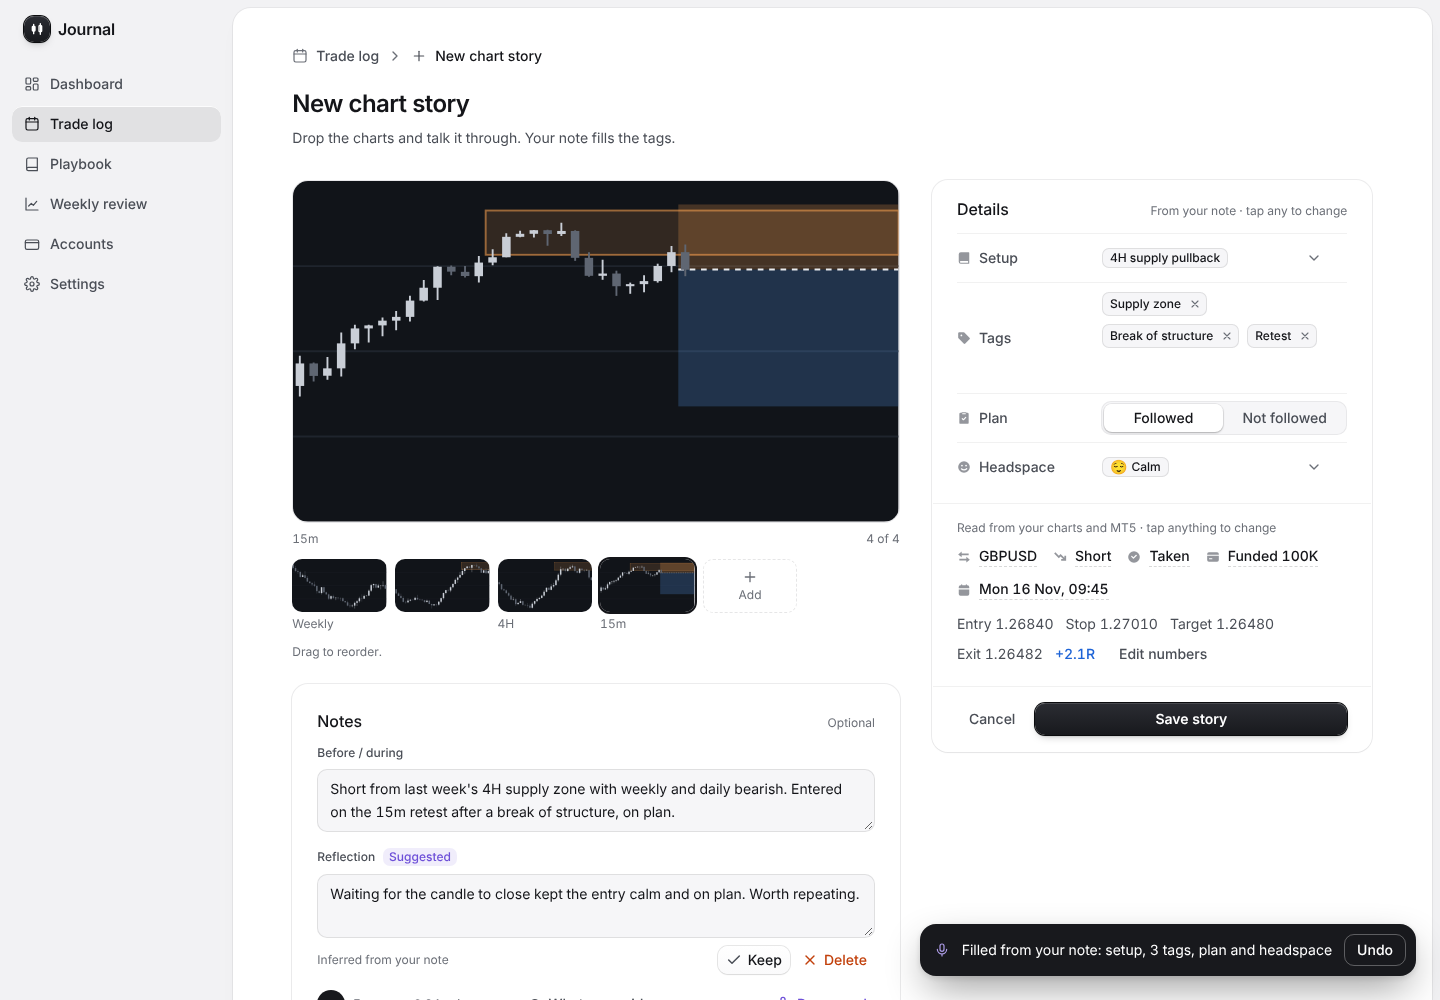 Journal
Dashboard
Trade log
Playbook
Weekly review
Accounts
Settings
Trade log
New chart story
New chart story
Drop the charts and talk it through. Your note fills the tags.
15m
4 of 4
Add
Weekly
4H
15m
Drag to reorder.
Notes
Optional
Before / during
Short from last week's 4H supply zone with weekly and daily bearish. Entered
on the 15m retest after a break of structure, on plan.
Reflection
Suggested
Waiting for the candle to close kept the entry calm and on plan. Worth repeating.
Inferred from your note
Keep
Delete
Details
From your note · tap any to change
Setup
4H supply pullback
Tags
Supply zone
Break of structure
Retest
Plan
Followed
Not followed
Headspace
😌 Calm
Read from your charts and MT5 · tap anything to change
GBPUSD
Short
Taken
Funded 100K
Mon 16 Nov, 09:45
Entry 1.26840 Stop 1.27010 Target 1.26480
Exit 1.26482 +2.1R Edit numbers
Cancel
Save story
Filled from your note: setup, 3 tags, plan and headspace
Undo